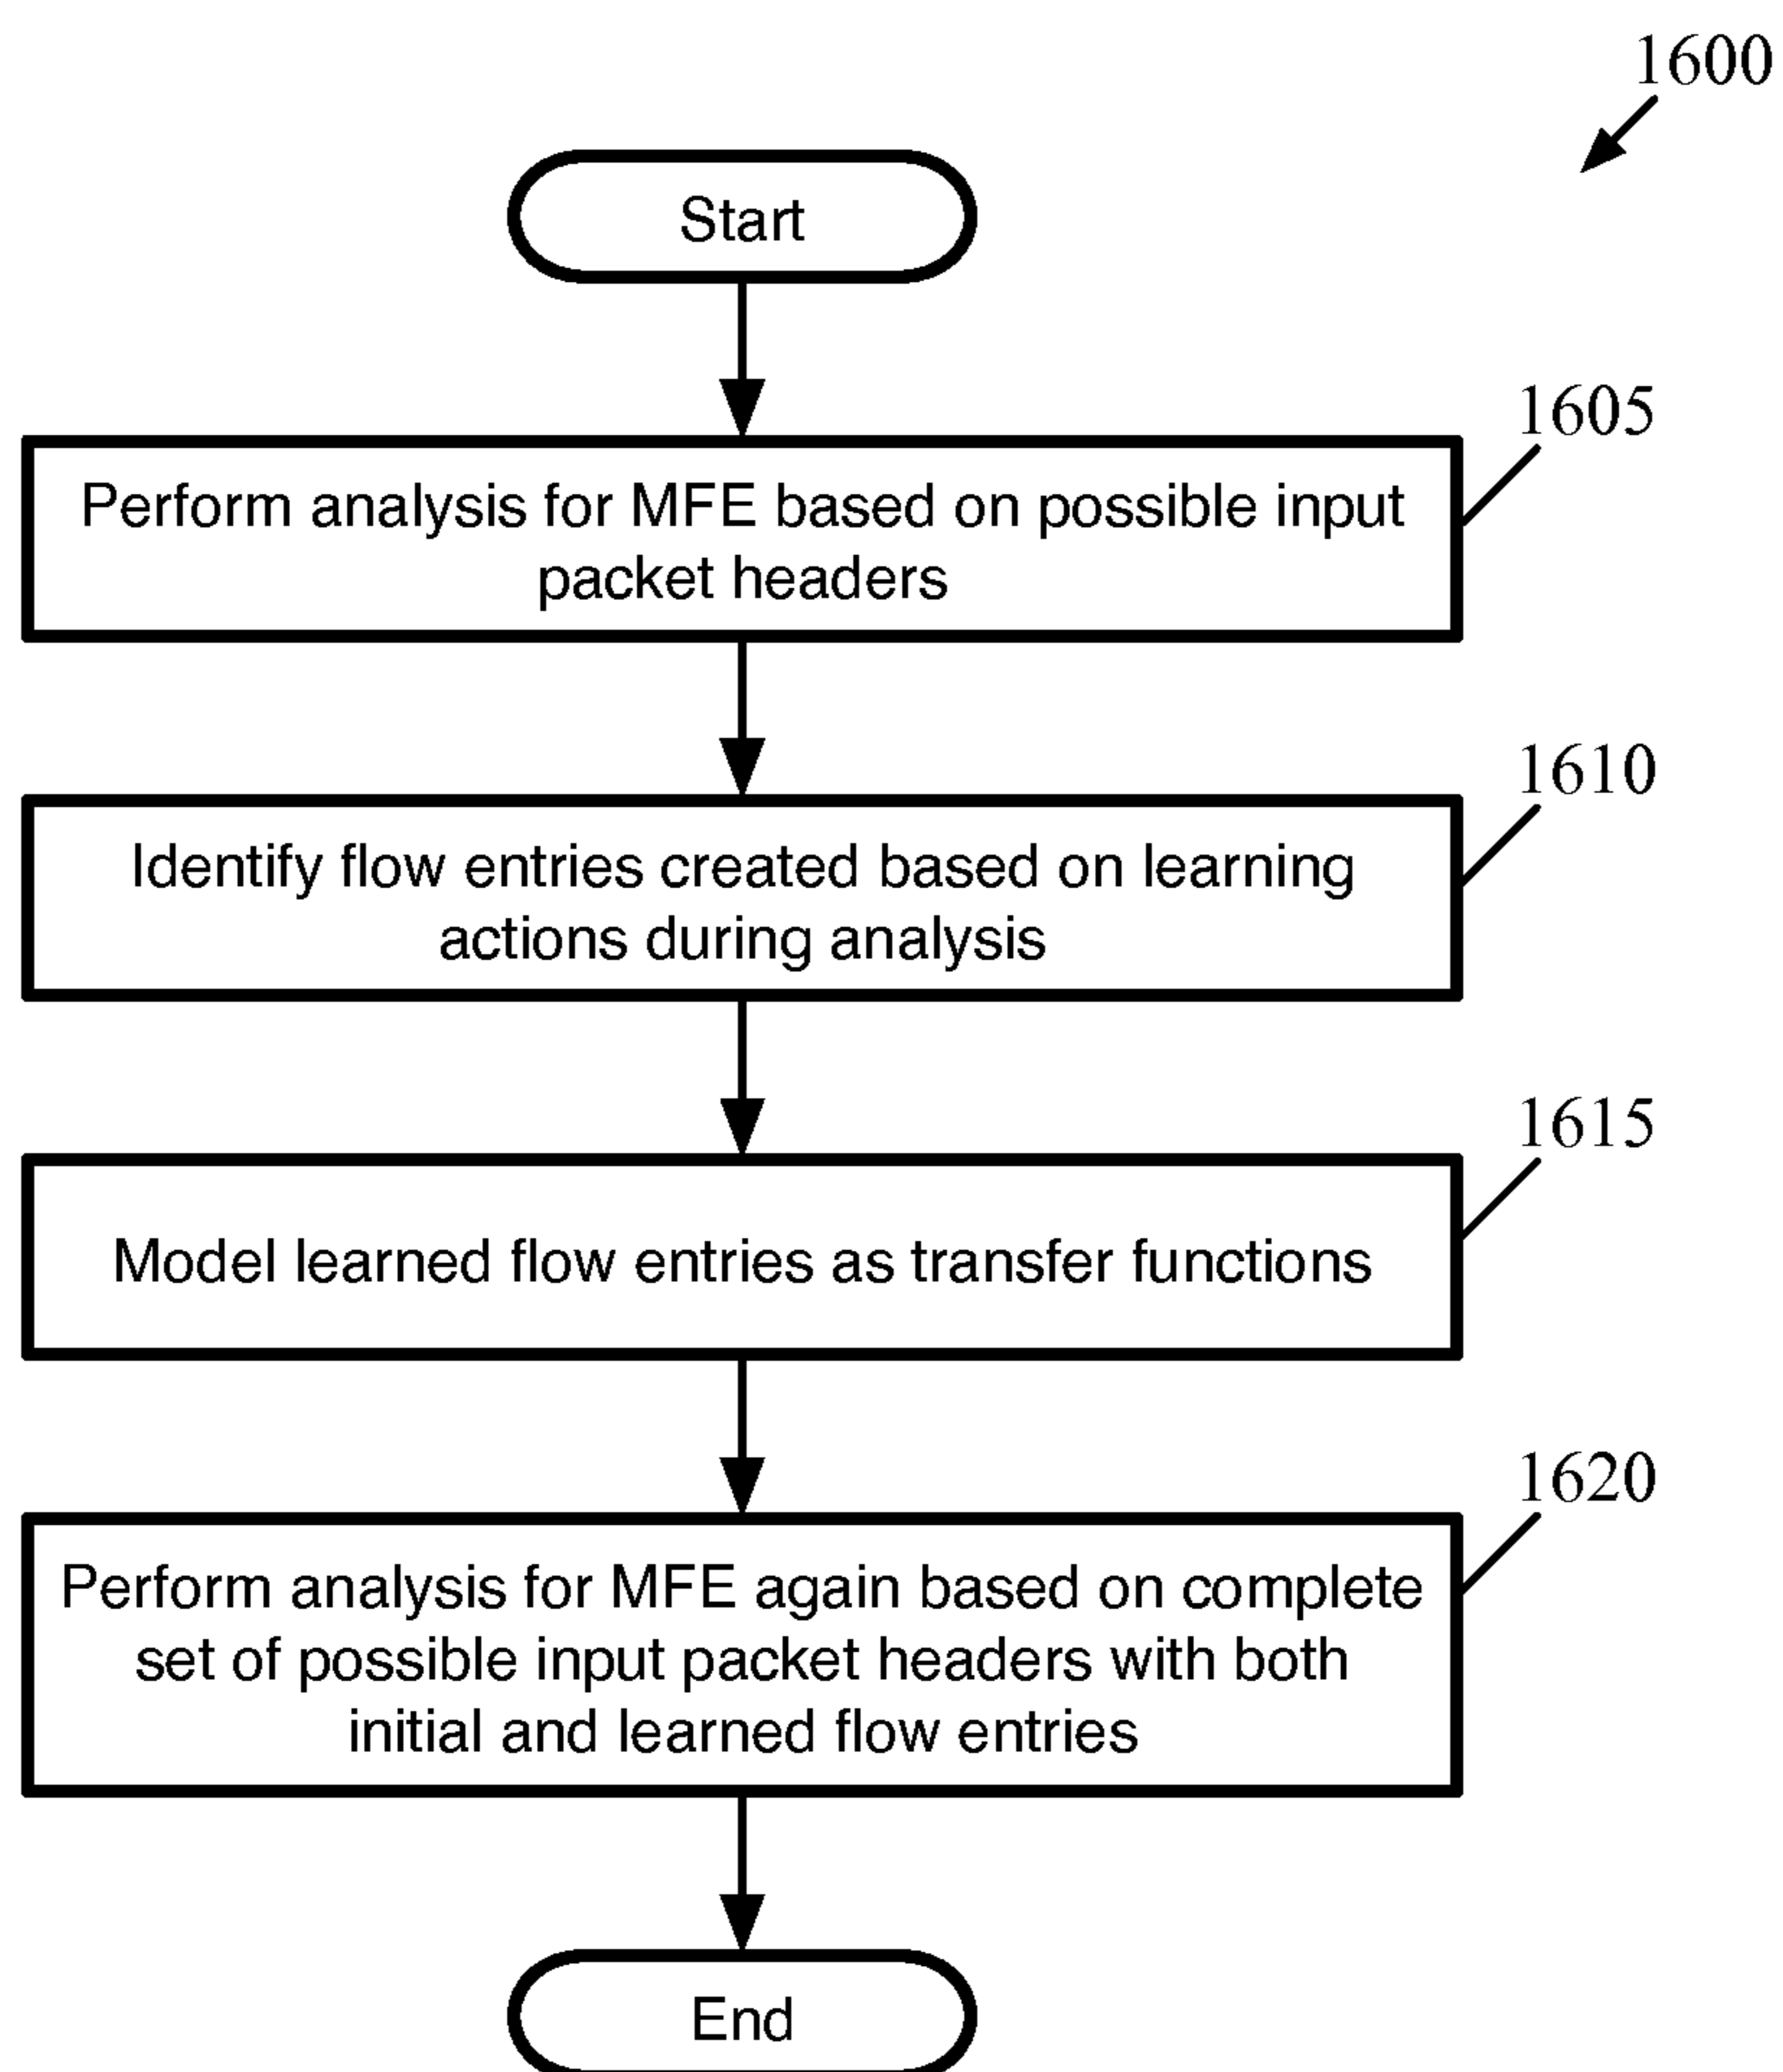 1600
Start
1605
Perform analysis for MFE based on possible input
packet headers
1610
Identify flow entries created based on learning
actions during analysis
1615
Model learned flow entries as transfer functions
1620
Perform analysis for MFE again based on complete
set of possible input packet headers with both
initial and learned flow entries
End